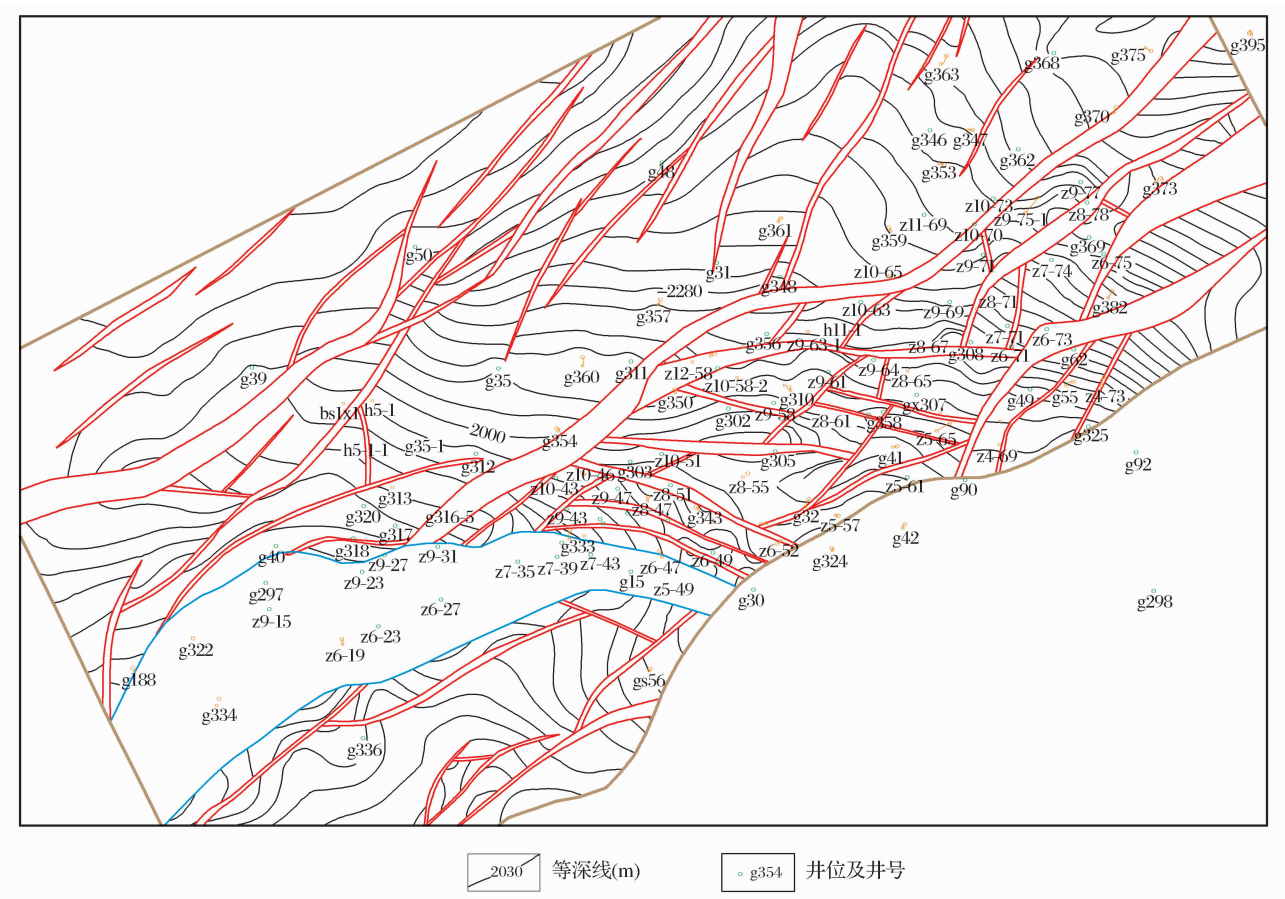 g395
g375
g368
g363
g370
g346
g347
g362
g353
g48
g373
z9-77
z10-73
z8-78
z9-75-1
z11-69
g361
g359
z10-70
g369
g50
z6-75
z9-71
z7-74
g31
z10-65
g348
2280
z8-71
g382
g357
z10-63
z9-69
h11-1
z7-71
z6-73
g356
z9-63-1
z8-67
g308
z6-71
g62
g39
g35
g360
g311
z12-58
z9-64
z8-65
z10-58-2
z9-61
g310
g49
g55
z4-73
bs1x1
h5-1
g350
gx307
g302
z9-58
z8-61
g358
2000
g354
z5-65
g325
h5-1-1
g35-1
g312
z10-51
g305
g41
z4-69
g92
z10-46
g303
z10-43
z8-55
z5-61
g90
g313
z9-47
z8-51
z8-47
g320
g316-5
z9-43
g343
g32
z5-57
g317
g42
g318
g333
z6-52
g40
z9-31
z9-27
z7-35
z7-39
z7-43
z6-47
z6-49
g324
z9-23
g15
z5-49
g297
z6-27
g30
g298
z9-15
z6-23
g322
z6-19
g188
gs56
g334
g336
2030
等深线(m)
g354
井位及井号